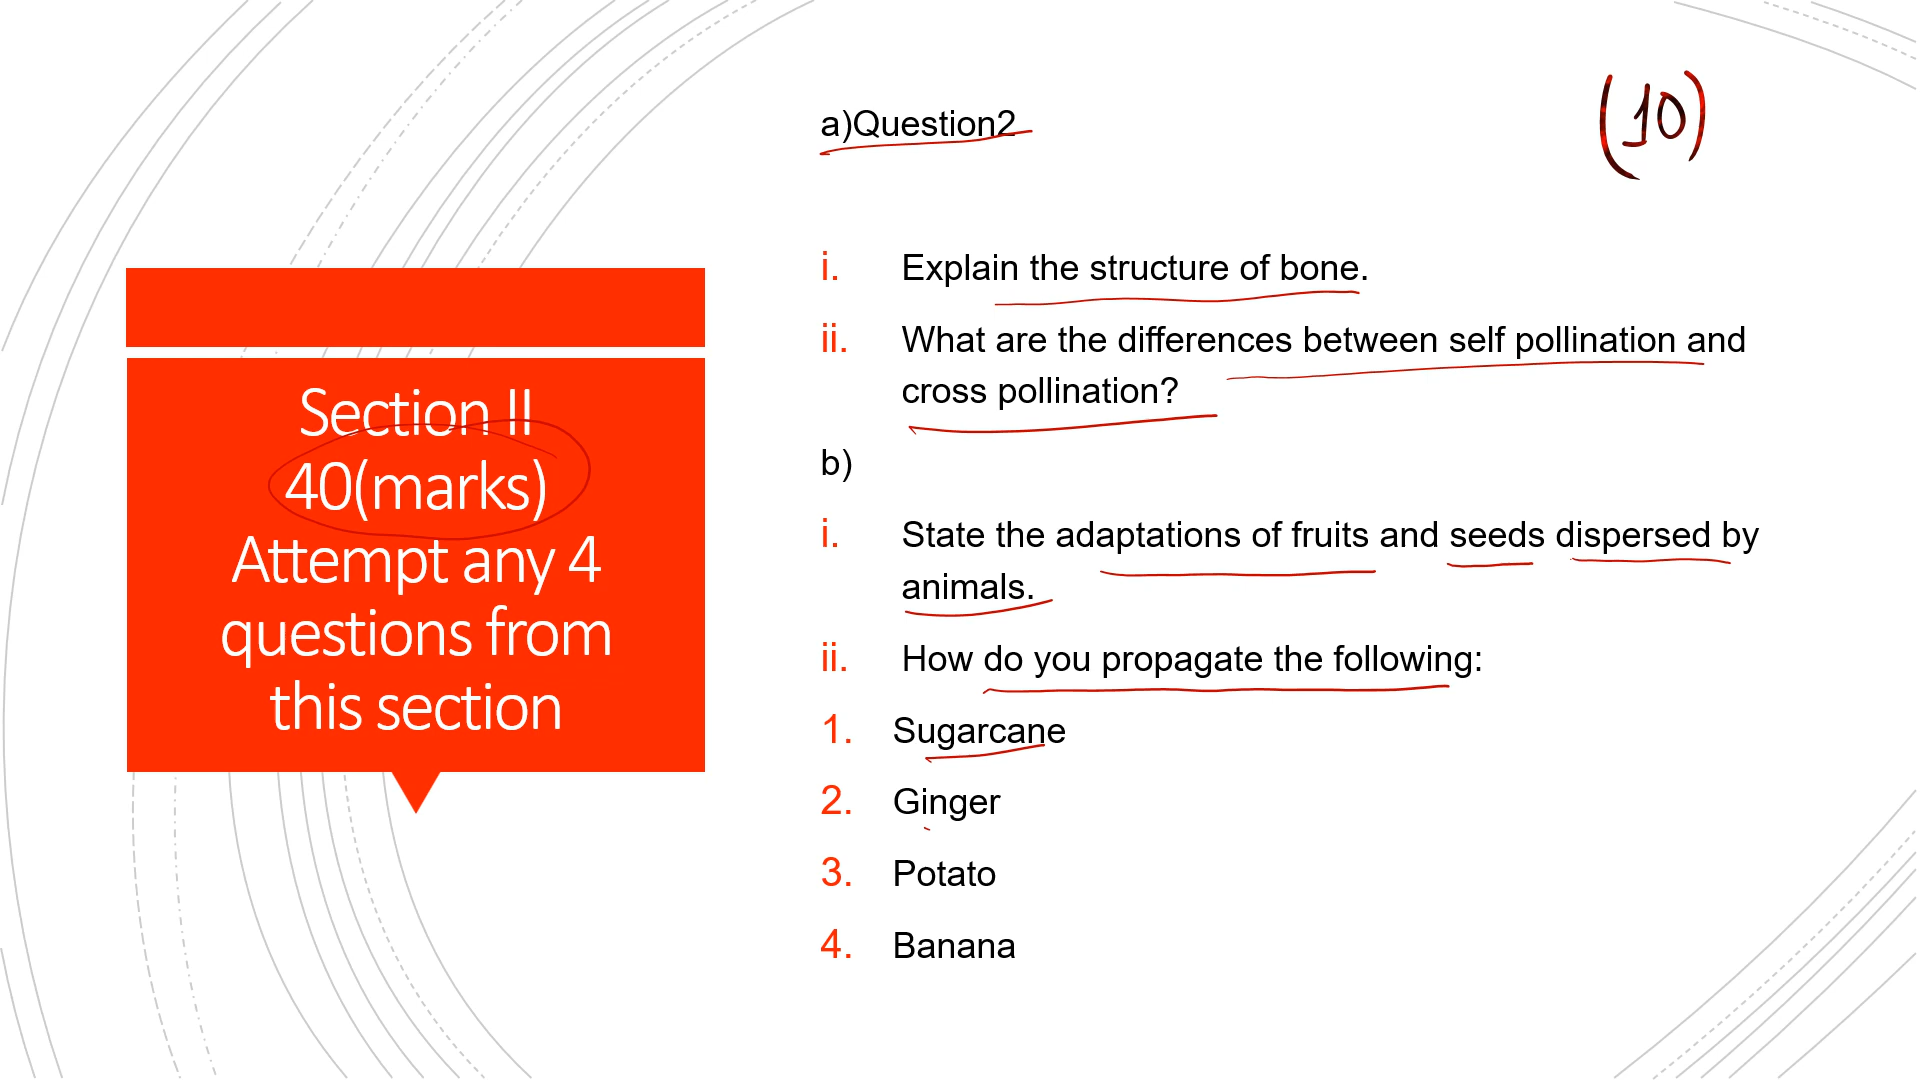 Section II
40(marks)
Attempt any 4
questions from
this section
(10)
a)Question2
i. Explain the structure of bone.
ii. What are the differences between self pollination and
cross pollination?
b)
i. State the adaptations of fruits and seeds dispersed by
animals.
ii. How do you propagate the following:
1. Sugarcane
2. Ginger
3. Potato
4. Banana